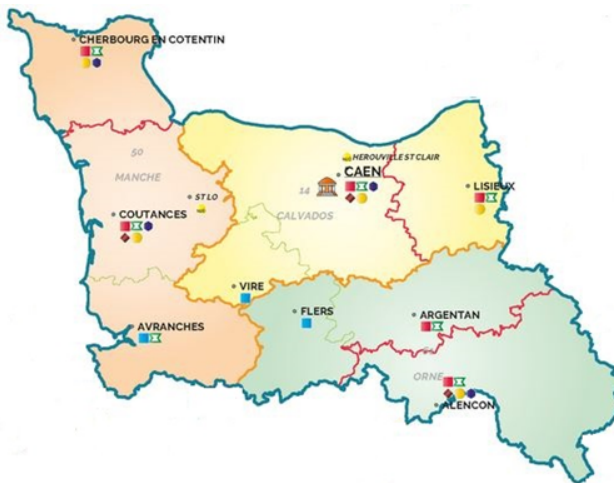 CHERBOURG EN COTENTIN
50
MANCHE
HEROUVILLE ST CLAIR
CAEN
14
CALVADOS
ST LO
LISIEUX
COUTANCES
VIRE
FLERS
ARGENTAN
AVRANCHES
61
ORNE
ALENCON